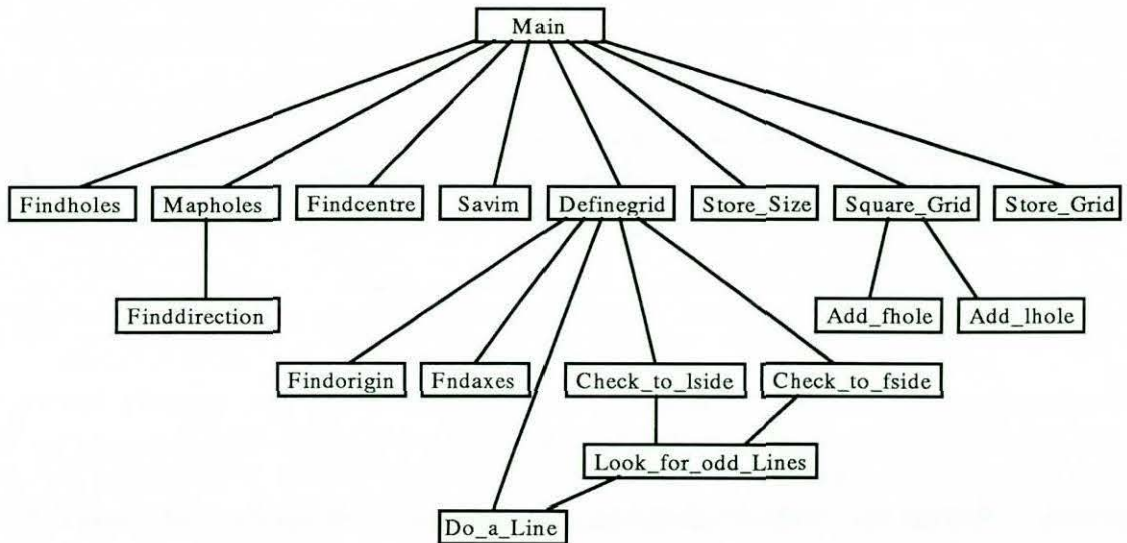 Main
Findholes
Mapholes
Findcentre
Savim
Definegrid
Store_Size
Square_Grid
Store_Grid
Finddirection
Add_fhole
Add_lhole
Findorigin
Fndaxes
Check_to_lside
Check_to_fside
Look_for_odd_Lines
Do_a_Line